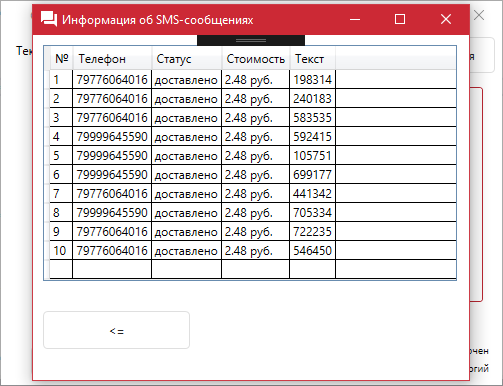 Информация об SMS-сообщениях
№ Телефон Статус Стоимость Текст
1 79776064016 доставлено 2.48 руб. 198314
2 79776064016 доставлено 2.48 руб. 240183
3 79776064016 доставлено 2.48 руб. 583535
4 79999645590 доставлено 2.48 руб. 592415
5 79999645590 доставлено 2.48 руб. 105751
6 79999645590 доставлено 2.48 руб. 699177
7 79776064016 доставлено 2.48 руб. 441342
8 79999645590 доставлено 2.48 руб. 705334
9 79776064016 доставлено 2.48 руб. 722235
10 79776064016 доставлено 2.48 руб. 546450
<=